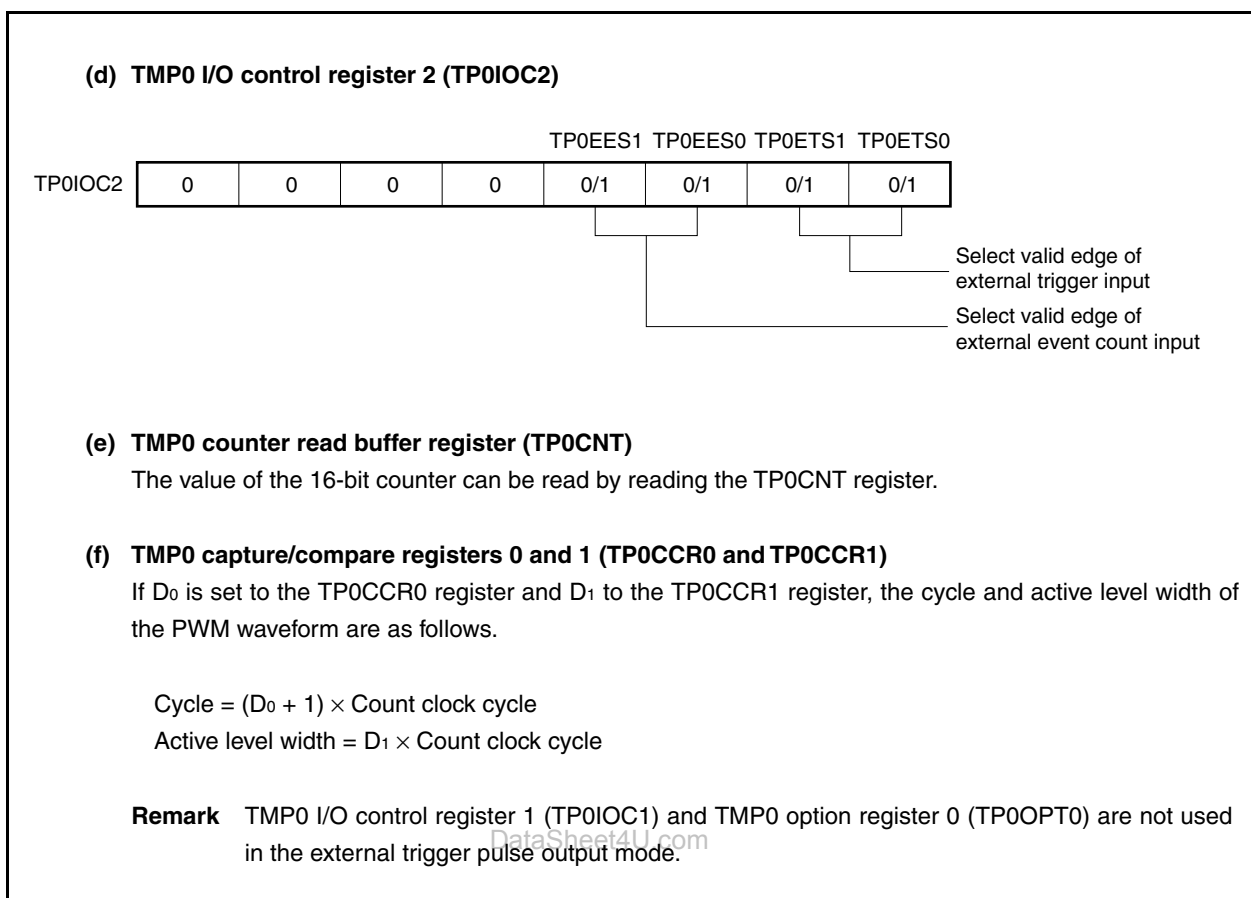 (d) TMP0 I/O control register 2 (TP0IOC2)
TP0EES1 TP0EES0 TP0ETS1 TP0ETS0
TP0IOC2 0 0 0 0 0/1 0/1 0/1 0/1
Select valid edge of
external trigger input
Select valid edge of
external event count input
(e) TMP0 counter read buffer register (TP0CNT)
The value of the 16-bit counter can be read by reading the TP0CNT register.
(f) TMP0 capture/compare registers 0 and 1 (TP0CCR0 and TP0CCR1)
If D0 is set to the TP0CCR0 register and D1 to the TP0CCR1 register, the cycle and active level width of
the PWM waveform are as follows.
Cycle = (D0 + 1) × Count clock cycle
Active level width = D1 × Count clock cycle
Remark TMP0 I/O control register 1 (TP0IOC1) and TMP0 option register 0 (TP0OPT0) are not used
in the external trigger pulse output mode.
DataSheet4U.com